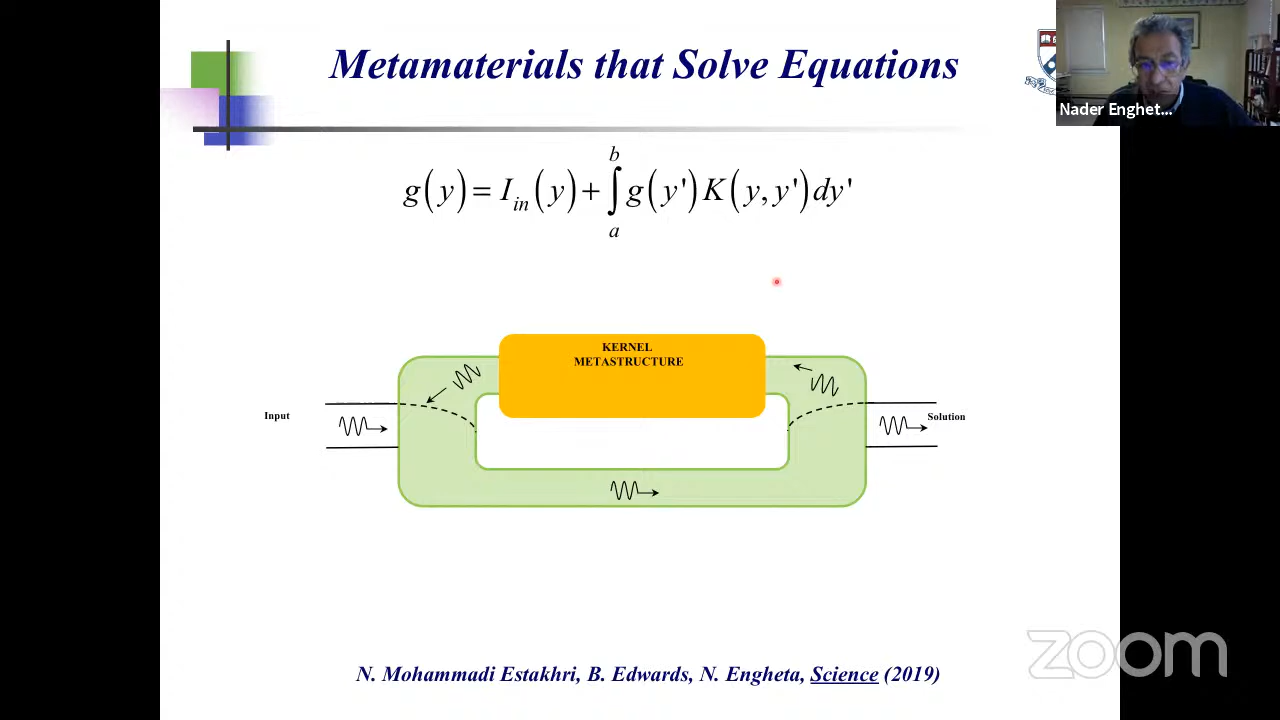 Metamaterials that Solve Equations
Nader Enghet...
b
g(y) = I_in(y) + ∫ g(y') K(y, y') dy'
a
KERNEL
METASTRUCTURE
Input
Solution
N. Mohammadi Estakhri, B. Edwards, N. Engheta, Science (2019)
zoom